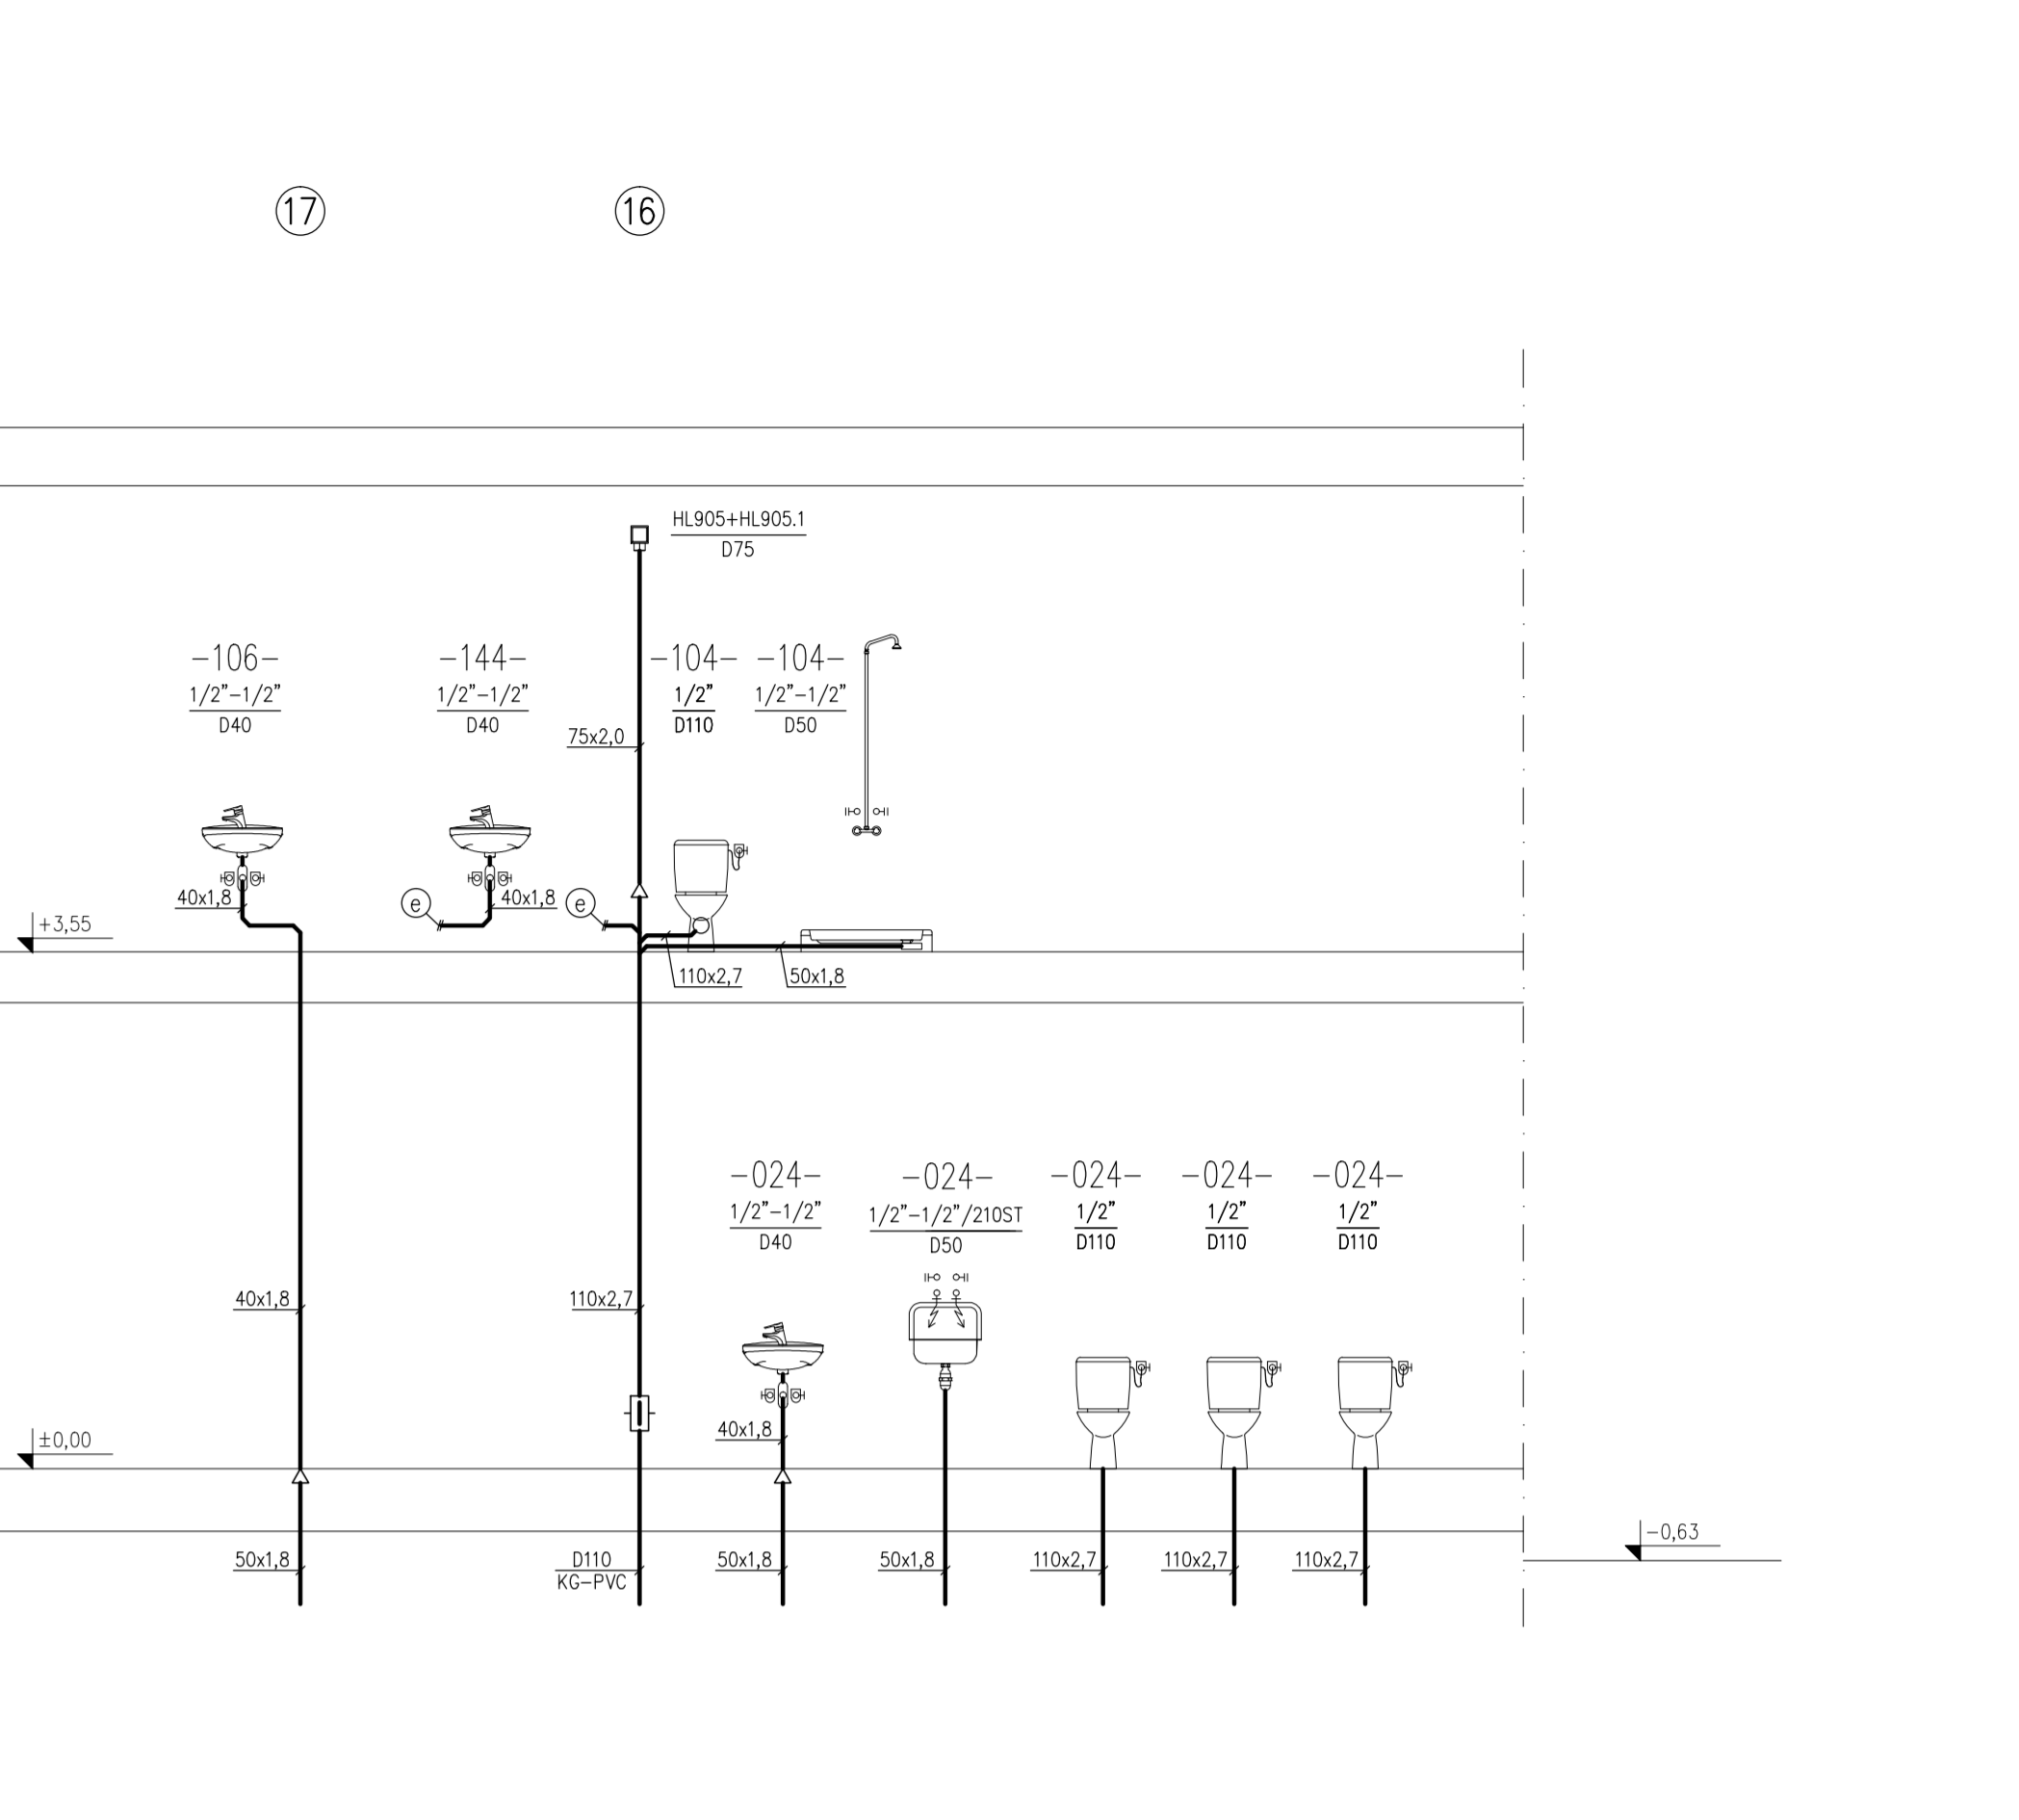 17
16
HL905+HL905.1
D75
-106-
1/2"-1/2"
D40
-144-
1/2"-1/2"
D40
-104-
1/2"
D110
-104-
1/2"-1/2"
D50
75x2,0
40x1,8
e
40x1,8
e
+3,55
110x2,7
50x1,8
-024-
1/2"-1/2"
D40
-024-
1/2"-1/2"/210ST
D50
-024-
1/2"
D110
-024-
1/2"
D110
-024-
1/2"
D110
40x1,8
110x2,7
40x1,8
±0,00
-0,63
50x1,8
D110
KG-PVC
50x1,8
50x1,8
110x2,7
110x2,7
110x2,7